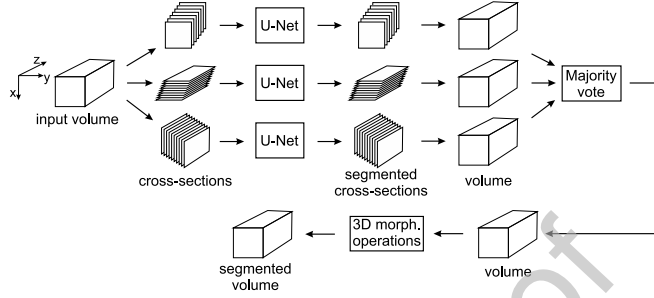 z
y
x
input volume
U-Net
U-Net
U-Net
cross-sections
segmented
cross-sections
volume
Majority
vote
3D morph.
operations
segmented
volume
volume
of